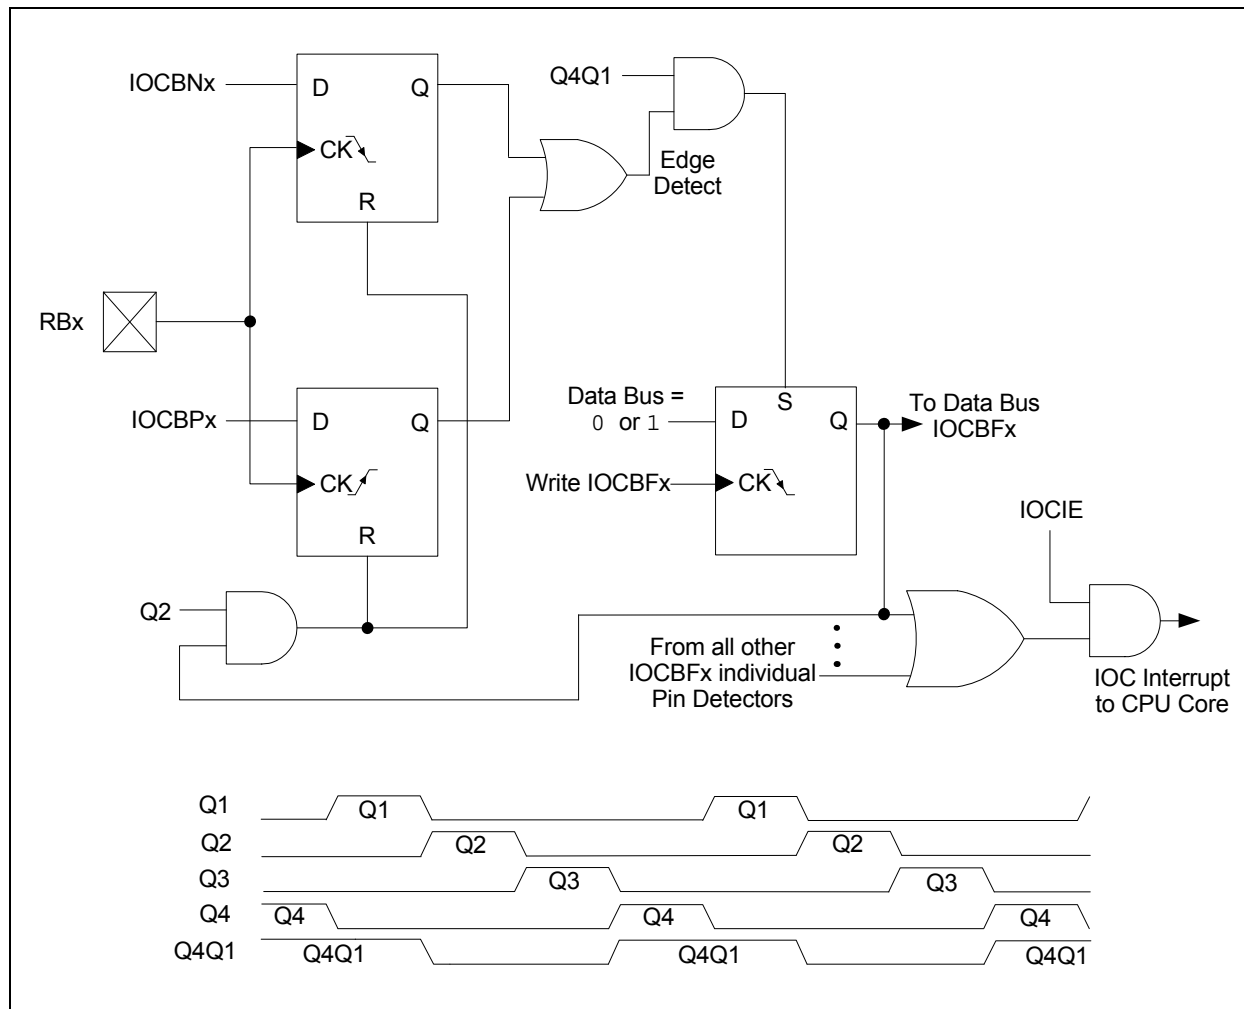 IOCBNx
D
Q
CK
R
Q4Q1
Edge
Detect
RBx
IOCBPx
D
Q
CK
R
Data Bus =
0 or 1
D
S
Q
To Data Bus
IOCBFx
Write IOCBFx
CK
IOCIE
Q2
From all other
IOCBFx individual
Pin Detectors
IOC Interrupt
to CPU Core
Q1
Q1
Q1
Q2
Q2
Q2
Q3
Q3
Q3
Q4
Q4
Q4
Q4
Q4Q1
Q4Q1
Q4Q1
Q4Q1